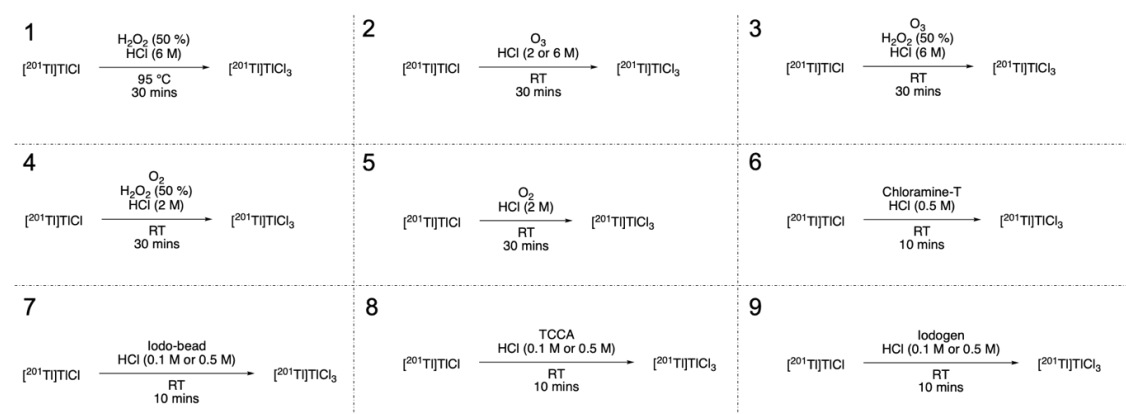 1
H₂O₂ (50 %)
HCl (6 M)
[²⁰¹Tl]TlCl
[²⁰¹Tl]TlCl₃
95 °C
30 mins
2
O₃
HCl (2 or 6 M)
[²⁰¹Tl]TlCl
[²⁰¹Tl]TlCl₃
RT
30 mins
3
O₃
H₂O₂ (50 %)
HCl (6 M)
[²⁰¹Tl]TlCl
[²⁰¹Tl]TlCl₃
RT
30 mins
4
O₂
H₂O₂ (50 %)
HCl (2 M)
[²⁰¹Tl]TlCl
[²⁰¹Tl]TlCl₃
RT
30 mins
5
O₂
HCl (2 M)
[²⁰¹Tl]TlCl
[²⁰¹Tl]TlCl₃
RT
30 mins
6
Chloramine-T
HCl (0.5 M)
[²⁰¹Tl]TlCl
[²⁰¹Tl]TlCl₃
RT
10 mins
7
Iodo-bead
HCl (0.1 M or 0.5 M)
[²⁰¹Tl]TlCl
[²⁰¹Tl]TlCl₃
RT
10 mins
8
TCCA
HCl (0.1 M or 0.5 M)
[²⁰¹Tl]TlCl
[²⁰¹Tl]TlCl₃
RT
10 mins
9
Iodogen
HCl (0.1 M or 0.5 M)
[²⁰¹Tl]TlCl
[²⁰¹Tl]TlCl₃
RT
10 mins